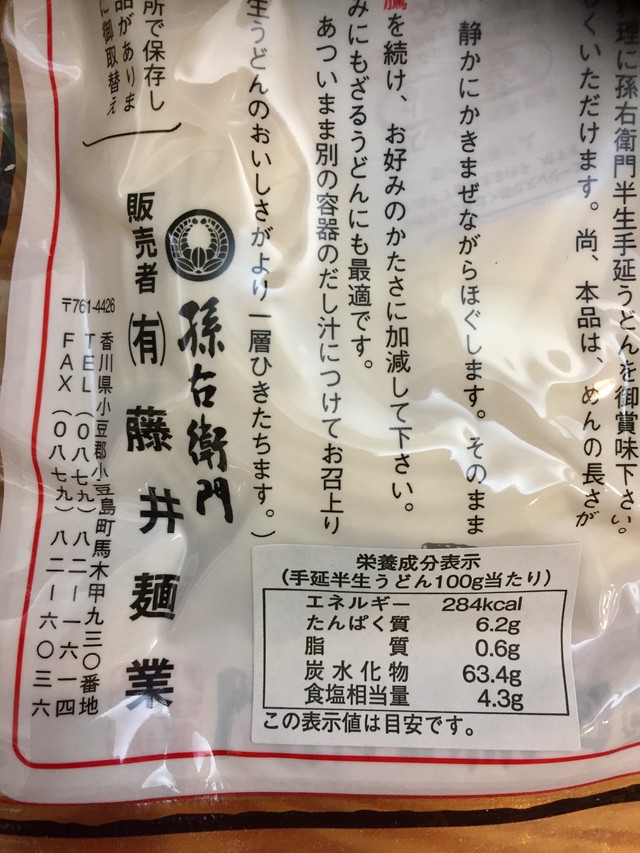 理に孫右衛門半生手延うどんを御賞味下さい。
くいただけます。尚、本品は、めんの長さが
静かにかきまぜながらほぐします。そのまま
騰を続け、お好みのかたさに加減して下さい。
みにもざるうどんにも最適です。
あついまま別の容器のだし汁につけてお召上り
生うどんのおいしさがより一層ひきたちます。）
所で保存し
品がありま
に御取替え
孫右衛門
販売者 ㈲ 藤井麺業
〒761-4426 香川県小豆郡小豆島町馬木甲九三〇番地
TEL（〇八七九）八二ー一六一四
FAX（〇八七九）八二ー六〇三六
栄養成分表示
（手延半生うどん100g当たり）
エネルギー 284kcal
たんぱく質 6.2g
脂質 0.6g
炭水化物 63.4g
食塩相当量 4.3g
この表示値は目安です。